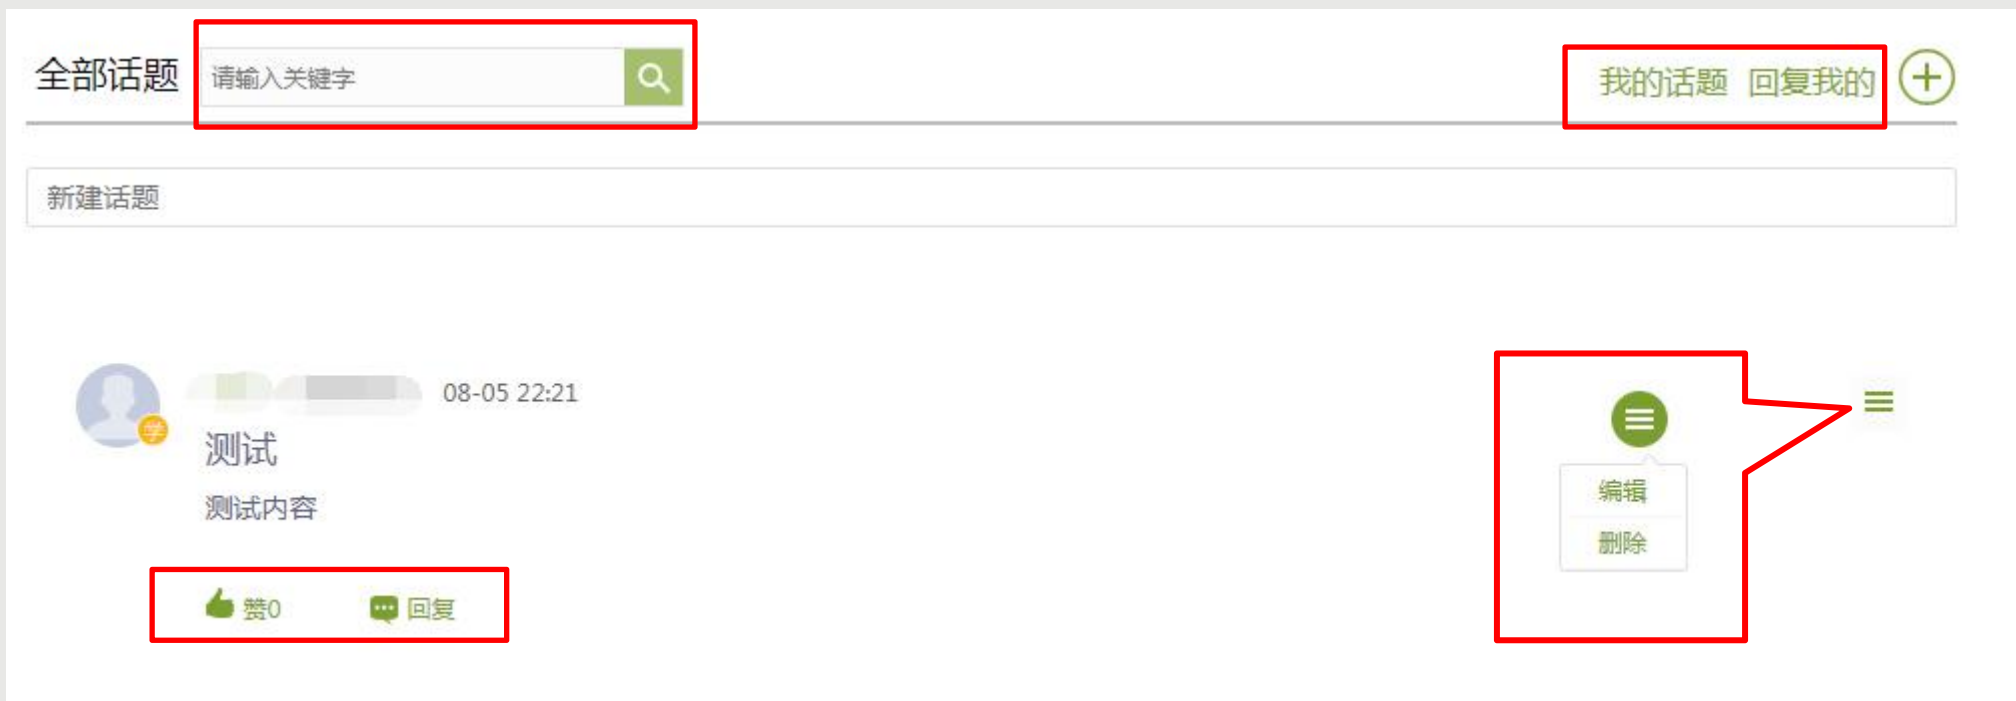 全部话题 请输入关键字 我的话题 回复我的
新建话题
08-05 22:21
学
测试
测试内容
编辑
删除
赞0 回复